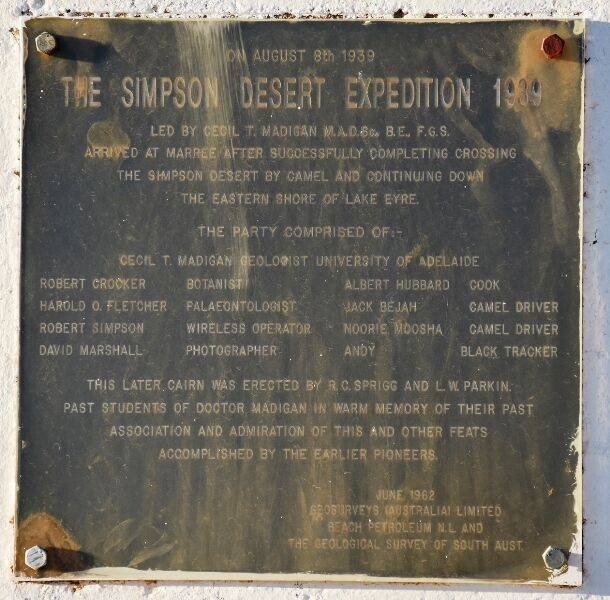 ON AUGUST 8th 1939
THE SIMPSON DESERT EXPEDITION 1939
LED BY CECIL T. MADIGAN M.A.D.Sc., B.E., F.G.S.
ARRIVED AT MARREE AFTER SUCCESSFULLY COMPLETING CROSSING
THE SIMPSON DESERT BY CAMEL AND CONTINUING DOWN
THE EASTERN SHORE OF LAKE EYRE.
THE PARTY COMPRISED OF:-
CECIL T. MADIGAN GEOLOGIST UNIVERSITY OF ADELAIDE
ROBERT CROCKER BOTANIST ALBERT HUBBARD COOK
HAROLD O. FLETCHER PALAEONTOLOGIST JACK BEJAH CAMEL DRIVER
ROBERT SIMPSON WIRELESS OPERATOR NOORIE MOOSHA CAMEL DRIVER
DAVID MARSHALL PHOTOGRAPHER ANDY BLACK TRACKER
THIS LATER CAIRN WAS ERECTED BY R.C. SPRIGG AND L.W. PARKIN.
PAST STUDENTS OF DOCTOR MADIGAN IN WARM MEMORY OF THEIR PAST
ASSOCIATION AND ADMIRATION OF THIS AND OTHER FEATS
ACCOMPLISHED BY THE EARLIER PIONEERS.
JUNE 1962
GEOSURVEYS (AUSTRALIA) LIMITED
BEACH PETROLEUM N.L. AND
THE GEOLOGICAL SURVEY OF SOUTH AUST.